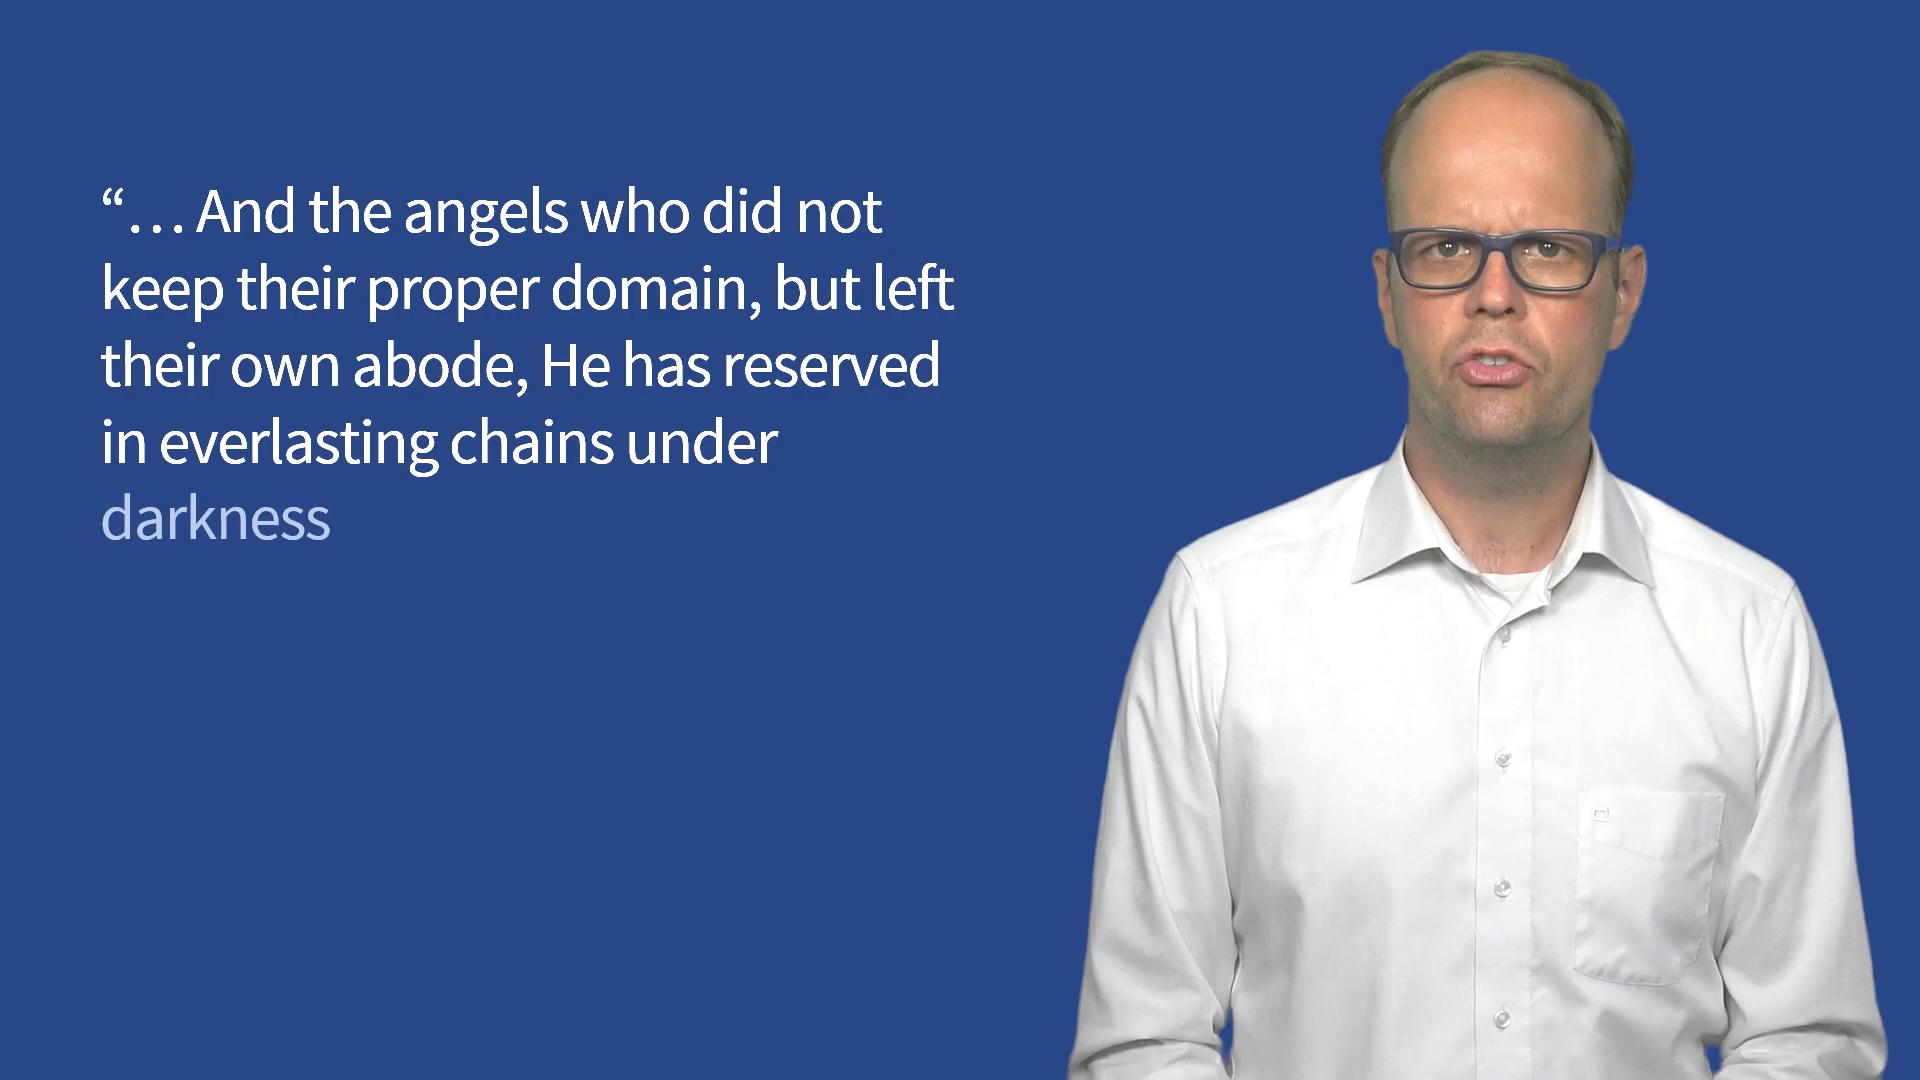 “… And the angels who did not
keep their proper domain, but left
their own abode, He has reserved
in everlasting chains under
darkness